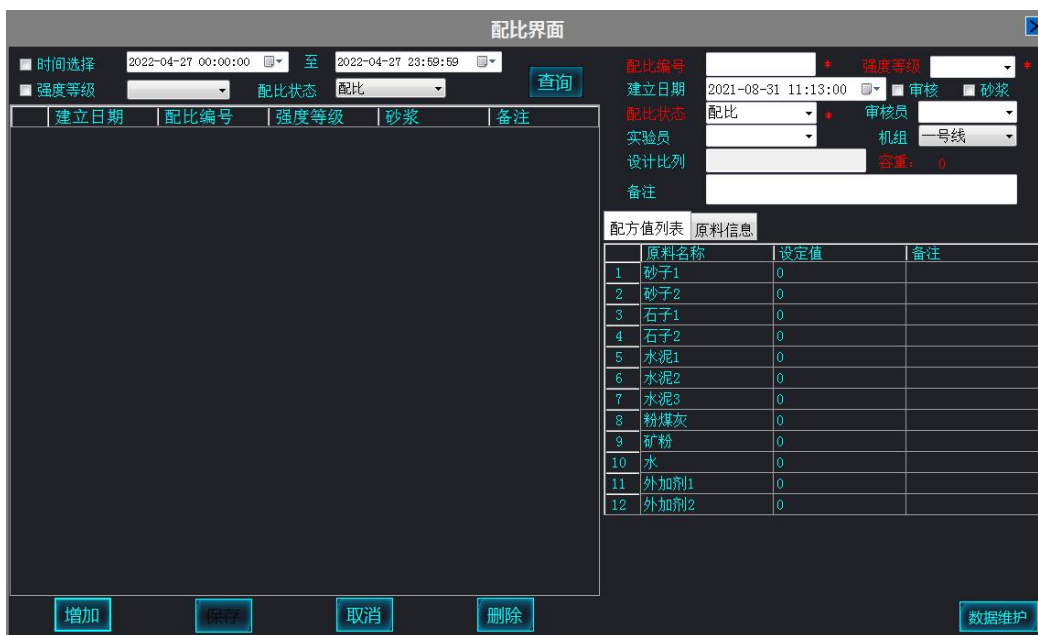 配比界面
时间选择 2022-04-27 00:00:00 至 2022-04-27 23:59:59
强度等级 配比状态 配比 查询
建立日期 配比编号 强度等级 砂浆 备注
配比编号 * 强度等级 *
建立日期 2021-08-31 11:13:00 审核 砂浆
配比状态 配比 * 审核员
实验员 机组 一号线
设计比列 容重: 0
备注
配方值列表 原料信息
原料名称 设定值 备注
1 砂子1 0
2 砂子2 0
3 石子1 0
4 石子2 0
5 水泥1 0
6 水泥2 0
7 水泥3 0
8 粉煤灰 0
9 矿粉 0
10 水 0
11 外加剂1 0
12 外加剂2 0
增加 保存 取消 删除 数据维护